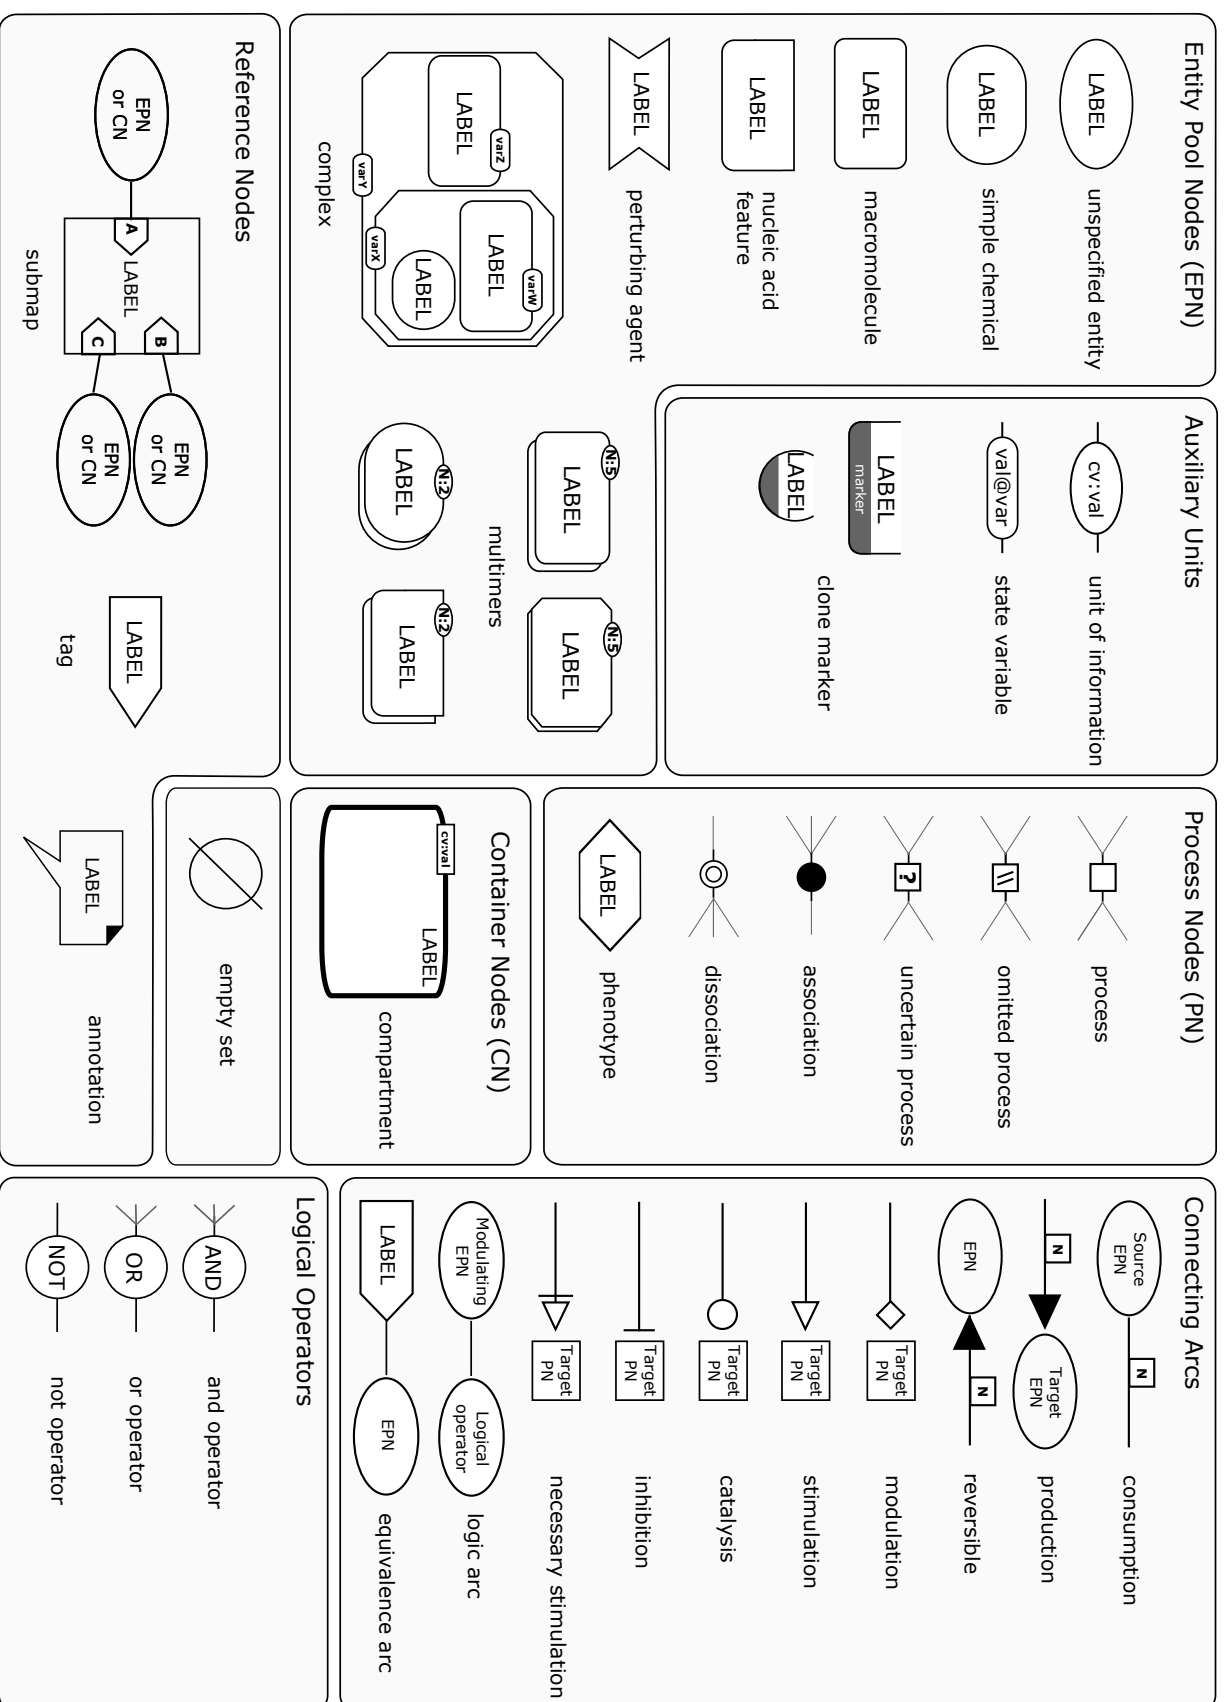 Entity Pool Nodes (EPN)
LABEL
unspecified entity
LABEL
simple chemical
LABEL
macromolecule
LABEL
nucleic acid
feature
LABEL
perturbing agent
LABEL
varZ
LABEL
varW
LABEL
varX
varY
complex
LABEL
N:5
LABEL
N:5
multimers
LABEL
N:2
LABEL
N:2
Auxiliary Units
cv:val
unit of information
val@var
state variable
LABEL
marker
LABEL
clone marker
Process Nodes (PN)
process
\\
omitted process
?
uncertain process
association
dissociation
LABEL
phenotype
Container Nodes (CN)
cv:val
LABEL
compartment
empty set
Reference Nodes
EPN
or CN
A
LABEL
B
C
EPN
or CN
EPN
or CN
submap
LABEL
tag
LABEL
annotation
Connecting Arcs
Source
EPN
N
consumption
N
Target
EPN
production
EPN
N
reversible
Target
PN
modulation
Target
PN
stimulation
Target
PN
catalysis
Target
PN
inhibition
Target
PN
necessary stimulation
Modulating
EPN
Logical
operator
logic arc
LABEL
EPN
equivalence arc
Logical Operators
AND
and operator
OR
or operator
NOT
not operator